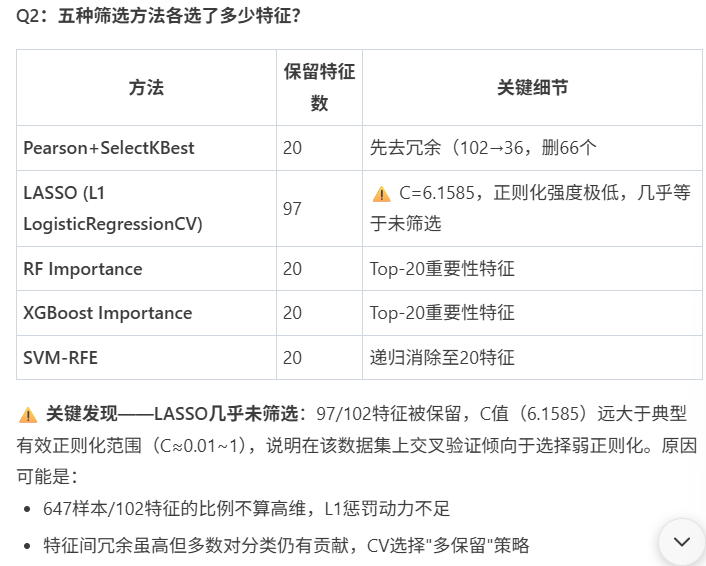 Q2：五种筛选方法各选了多少特征？
方法
保留特征
数
关键细节
Pearson+SelectKBest
20
先去冗余（102→36，删66个
LASSO (L1
LogisticRegressionCV)
97
⚠️ C=6.1585，正则化强度极低，几乎等
于未筛选
RF Importance
20
Top-20重要性特征
XGBoost Importance
20
Top-20重要性特征
SVM-RFE
20
递归消除至20特征
⚠️ 关键发现——LASSO几乎未筛选：97/102特征被保留，C值（6.1585）远大于典型
有效正则化范围（C≈0.01~1），说明在该数据集上交叉验证倾向于选择弱正则化。原因
可能是：
• 647样本/102特征的比例不算高维，L1惩罚动力不足
• 特征间冗余虽高但多数对分类仍有贡献，CV选择"多保留"策略